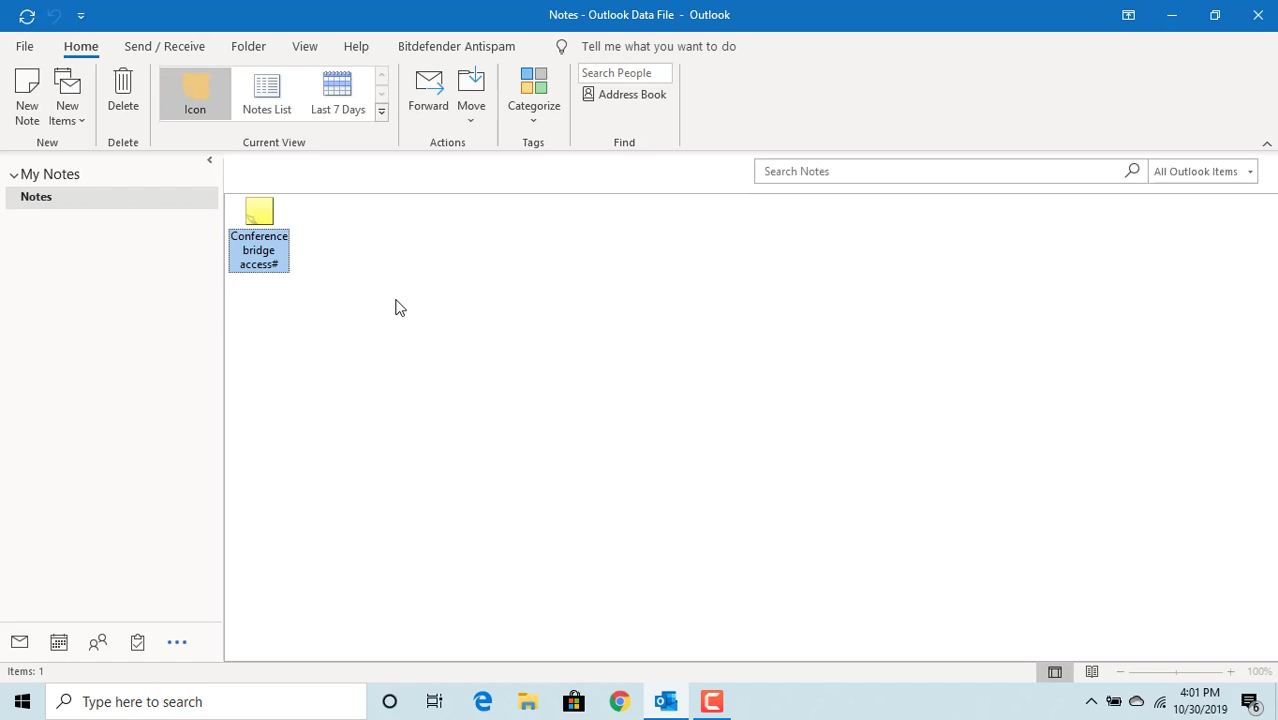 Notes - Outlook Data File - Outlook
File Home Send / Receive Folder View Help Bitdefender Antispam Tell me what you want to do
New Note
New Items
Delete
Icon
Notes List
Last 7 Days
Forward
Move
Categorize
Search People
Address Book
New Delete Current View Actions Tags Find
My Notes
Notes
Search Notes
All Outlook Items
Conference
bridge
access#
Items: 1
100%
Type here to search
4:01 PM
10/30/2019
6